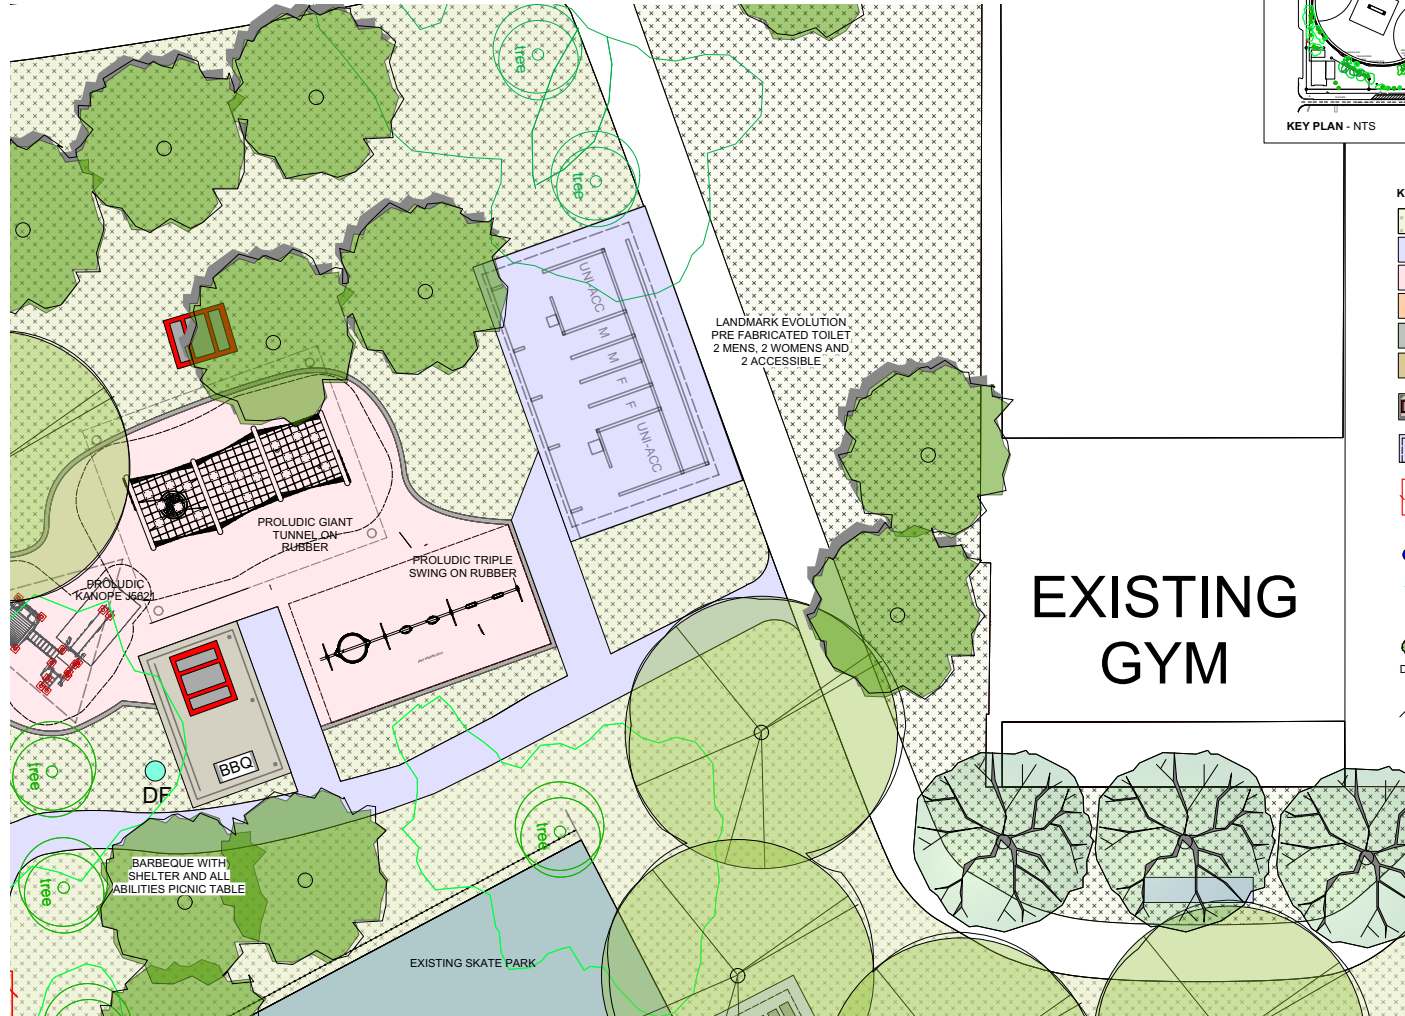 tree
tree
KEY PLAN - NTS
K
UNI-ACC
M
M
F
F
UNI-ACC
LANDMARK EVOLUTION
PRE FABRICATED TOILET
2 MENS, 2 WOMENS AND
2 ACCESSIBLE
PROLUDIC GIANT
TUNNEL ON
RUBBER
PROLUDIC TRIPLE
SWING ON RUBBER
PROLUDIC
KANOPE J5621
EXISTING
GYM
BBQ
DF
tree
tree
tree
BARBEQUE WITH
SHELTER AND ALL
ABILITIES PICNIC TABLE
EXISTING SKATE PARK